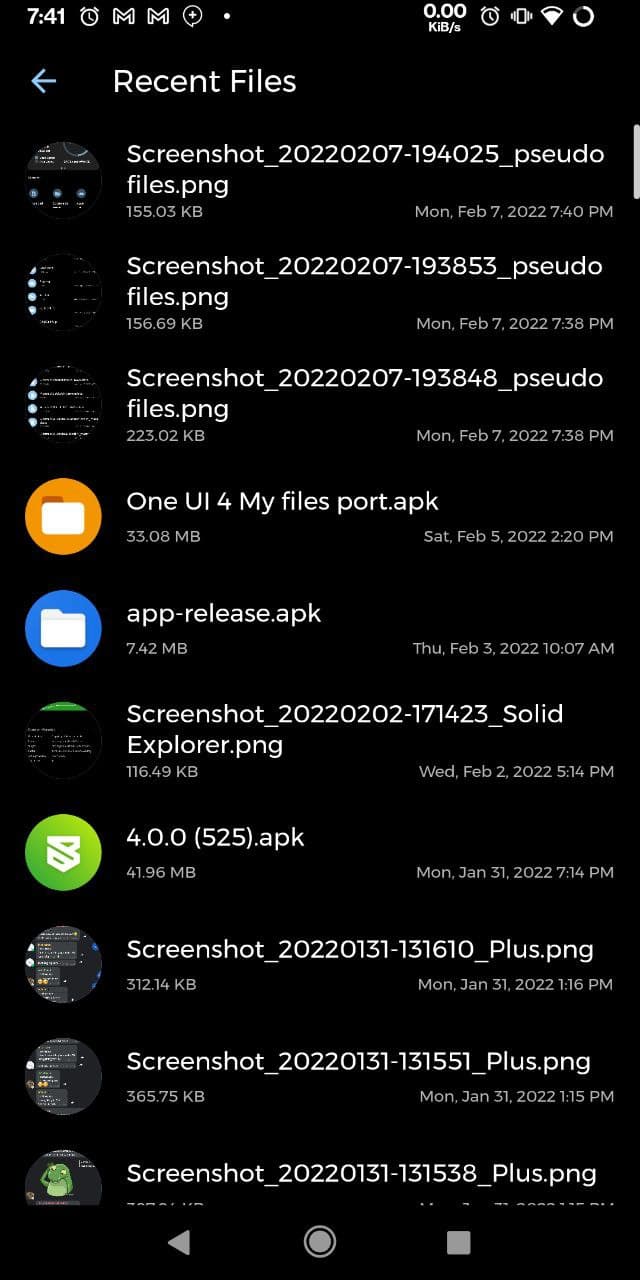 7:41
0.00
KiB/s
Recent Files
Screenshot_20220207-194025_pseudo
files.png
155.03 KB
Mon, Feb 7, 2022 7:40 PM
Screenshot_20220207-193853_pseudo
files.png
156.69 KB
Mon, Feb 7, 2022 7:38 PM
Screenshot_20220207-193848_pseudo
files.png
223.02 KB
Mon, Feb 7, 2022 7:38 PM
One UI 4 My files port.apk
33.08 MB
Sat, Feb 5, 2022 2:20 PM
app-release.apk
7.42 MB
Thu, Feb 3, 2022 10:07 AM
Screenshot_20220202-171423_Solid
Explorer.png
116.49 KB
Wed, Feb 2, 2022 5:14 PM
4.0.0 (525).apk
41.96 MB
Mon, Jan 31, 2022 7:14 PM
Screenshot_20220131-131610_Plus.png
312.14 KB
Mon, Jan 31, 2022 1:16 PM
Screenshot_20220131-131551_Plus.png
365.75 KB
Mon, Jan 31, 2022 1:15 PM
Screenshot_20220131-131538_Plus.png